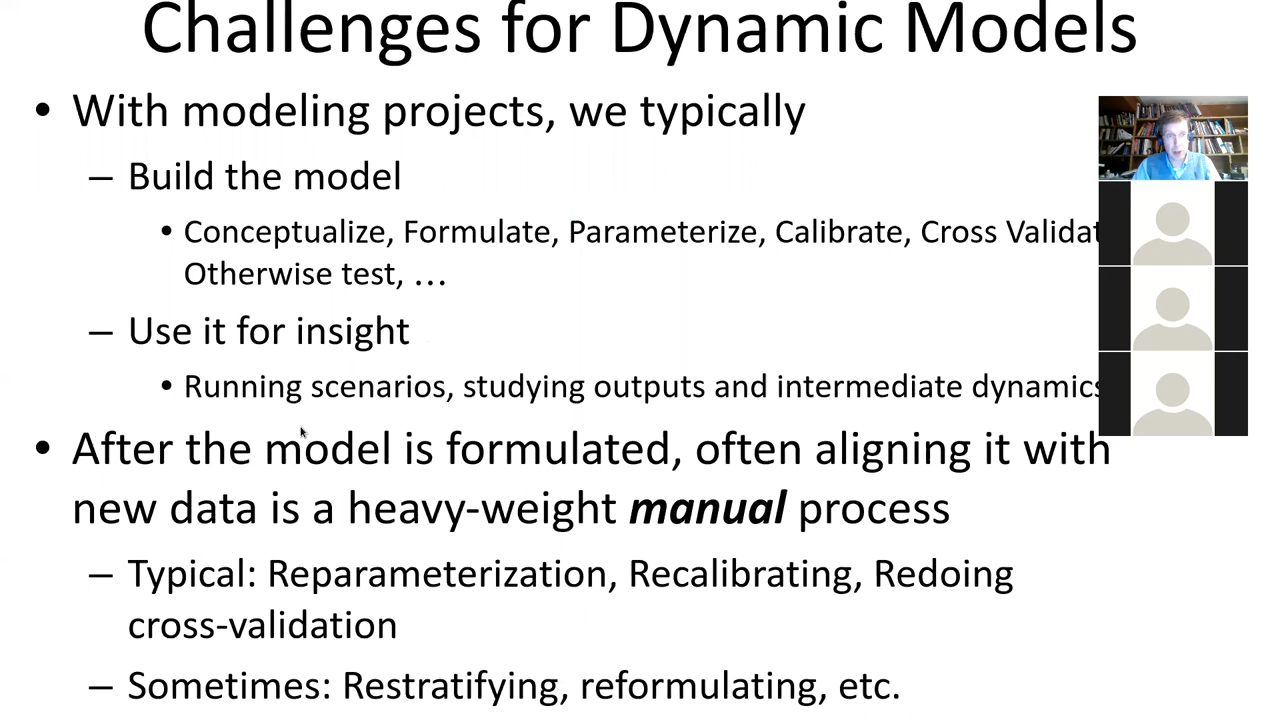 Challenges for Dynamic Models
• With modeling projects, we typically
– Build the model
• Conceptualize, Formulate, Parameterize, Calibrate, Cross Validat
Otherwise test, …
– Use it for insight
• Running scenarios, studying outputs and intermediate dynamics
• After the model is formulated, often aligning it with
new data is a heavy-weight manual process
– Typical: Reparameterization, Recalibrating, Redoing
cross-validation
– Sometimes: Restratifying, reformulating, etc.